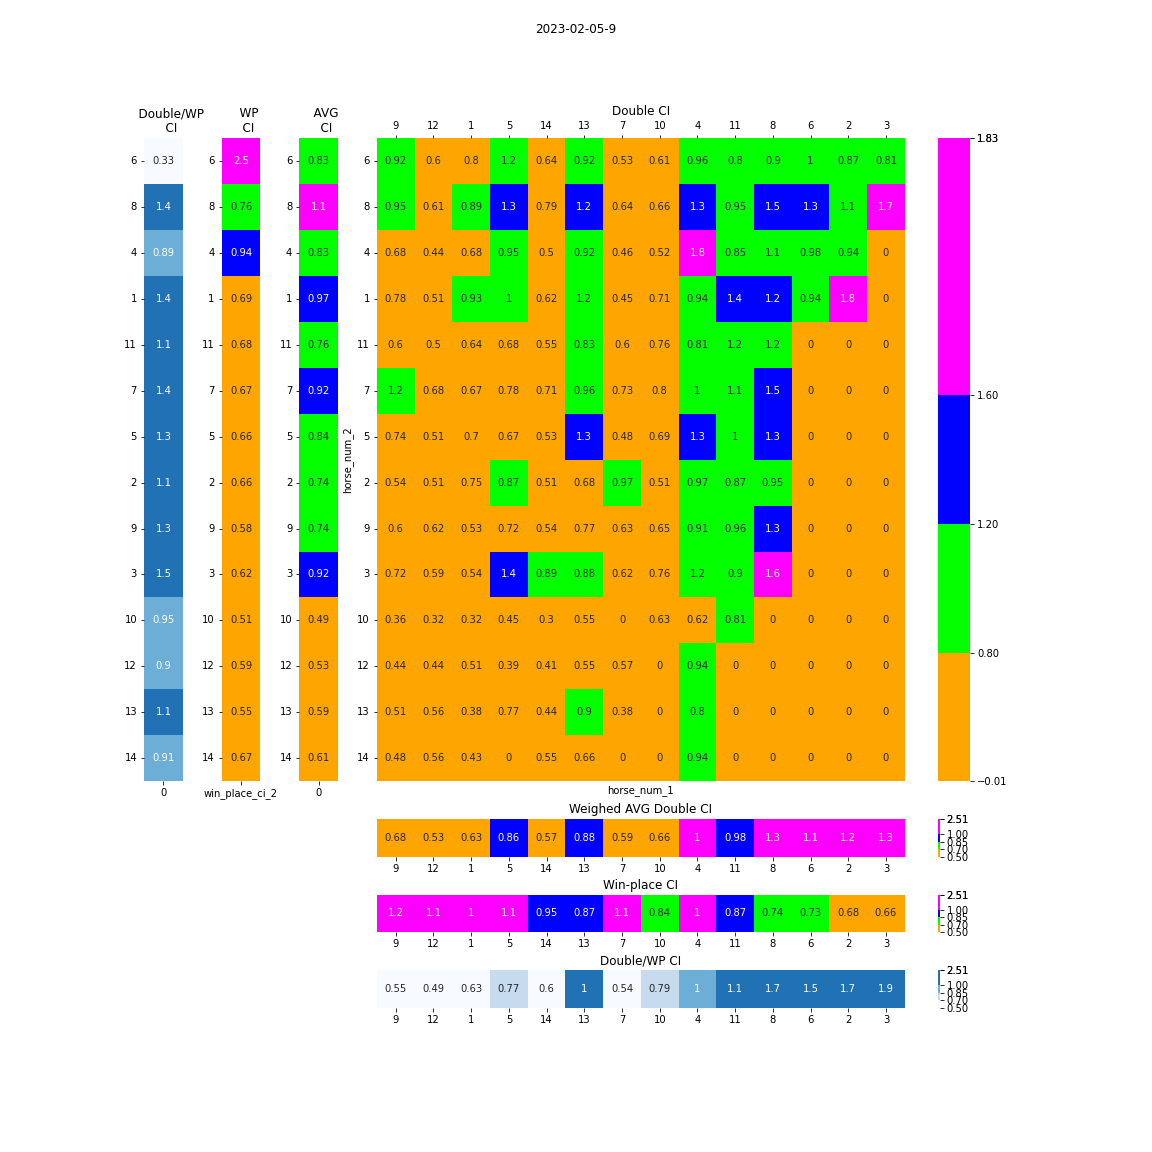 2023-02-05-9
Double/WP CI
WP CI
AVG CI
Double CI
9 12 1 5 14 13 7 10 4 11 8 6 2 3
6 0.33 6 2.5 6 0.83 6 0.92 0.6 0.8 1.2 0.64 0.92 0.53 0.61 0.96 0.8 0.9 1 0.87 0.81
8 1.4 8 0.76 8 1.1 8 0.95 0.61 0.89 1.3 0.79 1.2 0.64 0.66 1.3 0.95 1.5 1.3 1.1 1.7
4 0.89 4 0.94 4 0.83 4 0.68 0.44 0.68 0.95 0.5 0.92 0.46 0.52 1.8 0.85 1.1 0.98 0.94 0
1 1.4 1 0.69 1 0.97 1 0.78 0.51 0.93 1 0.62 1.2 0.45 0.71 0.94 1.4 1.2 0.94 1.8 0
11 1.1 11 0.68 11 0.76 11 0.6 0.5 0.64 0.68 0.55 0.83 0.6 0.76 0.81 1.2 1.2 0 0 0
7 1.4 7 0.67 7 0.92 7 1.2 0.68 0.67 0.78 0.71 0.96 0.73 0.8 1 1.1 1.5 0 0 0
5 1.3 5 0.66 5 0.84 5 0.74 0.51 0.7 0.67 0.53 1.3 0.48 0.69 1.3 1 1.3 0 0 0
2 1.1 2 0.66 2 0.74 2 0.54 0.51 0.75 0.87 0.51 0.68 0.97 0.51 0.97 0.87 0.95 0 0 0
9 1.3 9 0.58 9 0.74 9 0.6 0.62 0.53 0.72 0.54 0.77 0.63 0.65 0.91 0.96 1.3 0 0 0
3 1.5 3 0.62 3 0.92 3 0.72 0.59 0.54 1.4 0.89 0.88 0.62 0.76 1.2 0.9 1.6 0 0 0
10 0.95 10 0.51 10 0.49 10 0.36 0.32 0.32 0.45 0.3 0.55 0 0.63 0.62 0.81 0 0 0 0
12 0.9 12 0.59 12 0.53 12 0.44 0.44 0.51 0.39 0.41 0.55 0.57 0 0.94 0 0 0 0 0
13 1.1 13 0.55 13 0.59 13 0.51 0.56 0.38 0.77 0.44 0.9 0.38 0 0.8 0 0 0 0 0
14 0.91 14 0.67 14 0.61 14 0.48 0.56 0.43 0 0.55 0.66 0 0 0.94 0 0 0 0 0
horse_num_2
1.83
1.60
1.20
0.80
−0.01
0 win_place_ci_2 0 horse_num_1
Weighed AVG Double CI
0.68 0.53 0.63 0.86 0.57 0.88 0.59 0.66 1 0.98 1.3 1.1 1.2 1.3
9 12 1 5 14 13 7 10 4 11 8 6 2 3
2.51
1.00
0.85
0.70
0.50
Win-place CI
1.2 1.1 1 1.1 0.95 0.87 1.1 0.84 1 0.87 0.74 0.73 0.68 0.66
9 12 1 5 14 13 7 10 4 11 8 6 2 3
2.51
1.00
0.85
0.70
0.50
Double/WP CI
0.55 0.49 0.63 0.77 0.6 1 0.54 0.79 1 1.1 1.7 1.5 1.7 1.9
9 12 1 5 14 13 7 10 4 11 8 6 2 3
2.51
1.00
0.85
0.70
0.50